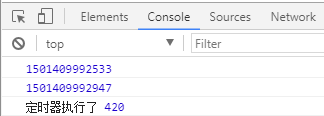 Elements Console Sources Network
top Filter
1501409992533
1501409992947
定时器执行了 420